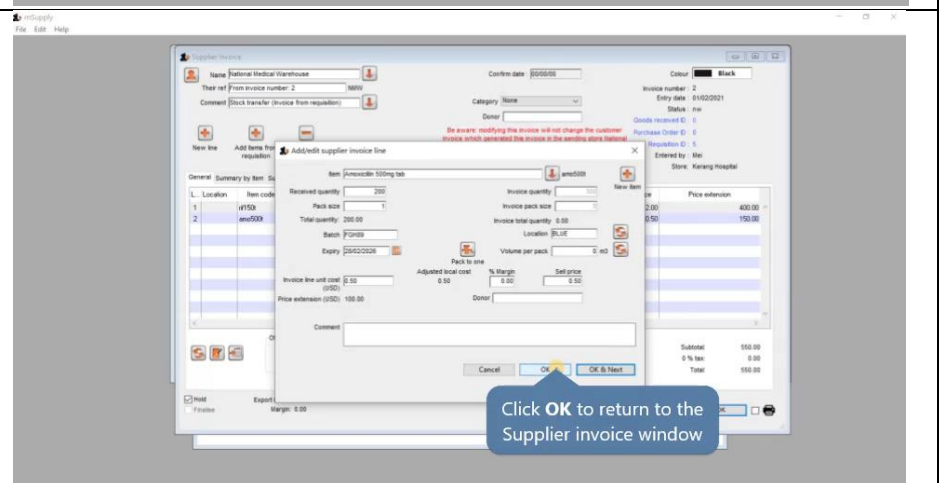 mSupply
File Edit Help
Supplier Invoice
Name National Medical Warehouse
Confirm date 00/00/00
Colour Black
Their ref From invoice number: 2 NMW
Invoice number: 2
Comment Stock transfer (Invoice from requisition)
Category None
Entry date: 01/02/2021
Status: nw
Donor
Goods received ID: 0
Be aware: modifying this invoice will not change the customer
Purchase Order ID: 0
invoice which generated this invoice in the sending store National
Requisition ID: 5
New line
Add items from
requisition
Entered by: Mei
Store: Kerang Hospital
General Summary by Item
L... Location Item code
Price extension
1 rif150t 2.00 400.00
2 amo500t 0.50 150.00
Add/edit supplier invoice line
Item Amoxicillin 500mg tab amo500t
New item
Received quantity 200
Invoice quantity
Pack size 1
Invoice pack size
Total quantity: 200.00
Invoice total quantity 0.00
Batch FGH89
Location BLUE
Expiry 28/02/2026
Pack to one
Volume per pack 0 m3
Invoice line unit cost 0.50
(USD)
Adjusted local cost
0.50
% Margin
0.00
Sell price
0.50
Price extension (USD) 100.00
Donor
Comment
Cancel OK OK & Next
Subtotal: 550.00
0 % tax: 0.00
Total: 550.00
Hold
Finalise
Export
Margin: 0.00
Click OK to return to the
Supplier invoice window